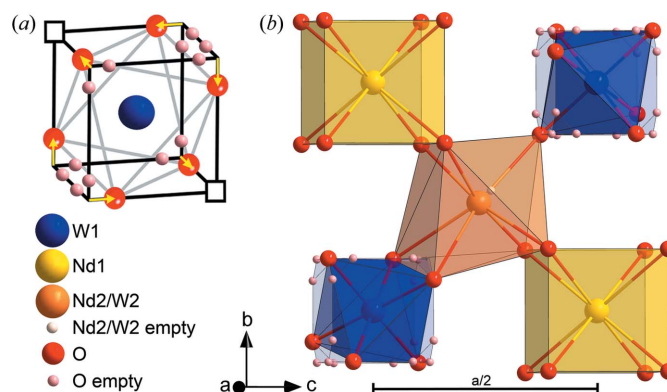 (a)
(b)
W1
Nd1
Nd2/W2
Nd2/W2 empty
O
O empty
b
a
c
a/2